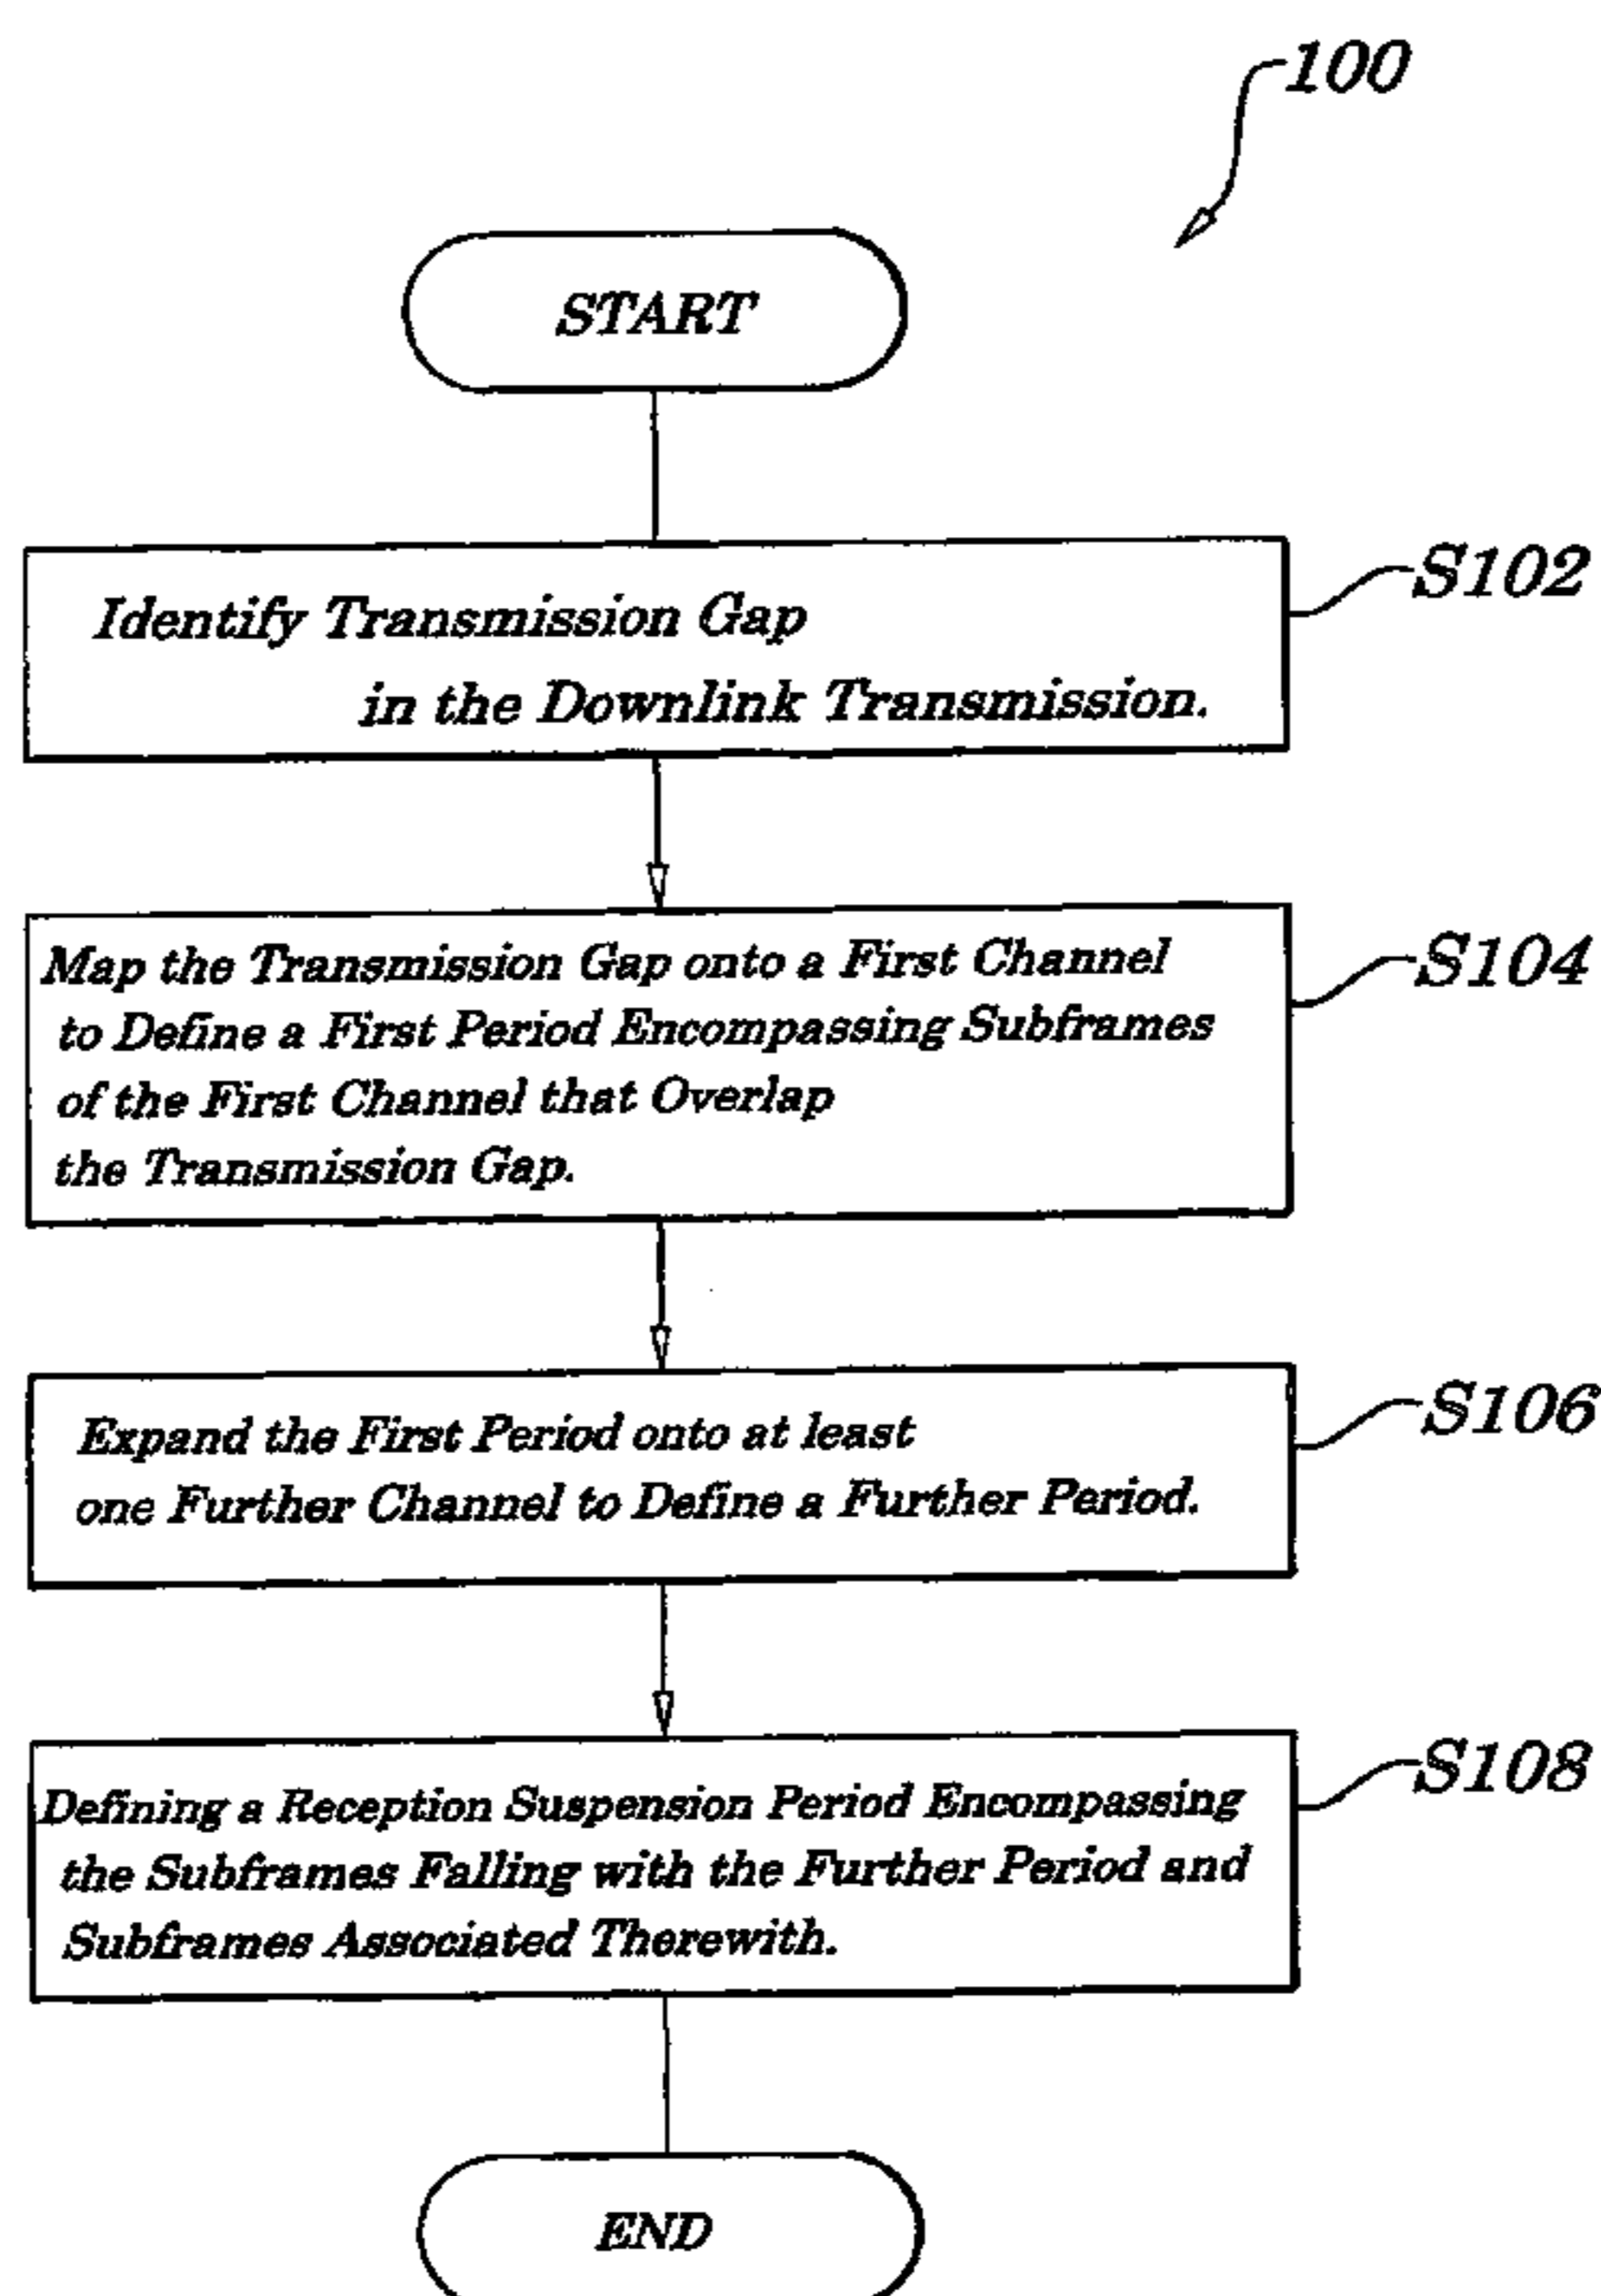 100
START
Identify Transmission Gap
in the Downlink Transmission.
S102
Map the Transmission Gap onto a First Channel
to Define a First Period Encompassing Subframes
of the First Channel that Overlap
the Transmission Gap.
S104
Expand the First Period onto at least
one Further Channel to Define a Further Period.
S106
Defining a Reception Suspension Period Encompassing
the Subframes Falling with the Further Period and
Subframes Associated Therewith.
S108
END